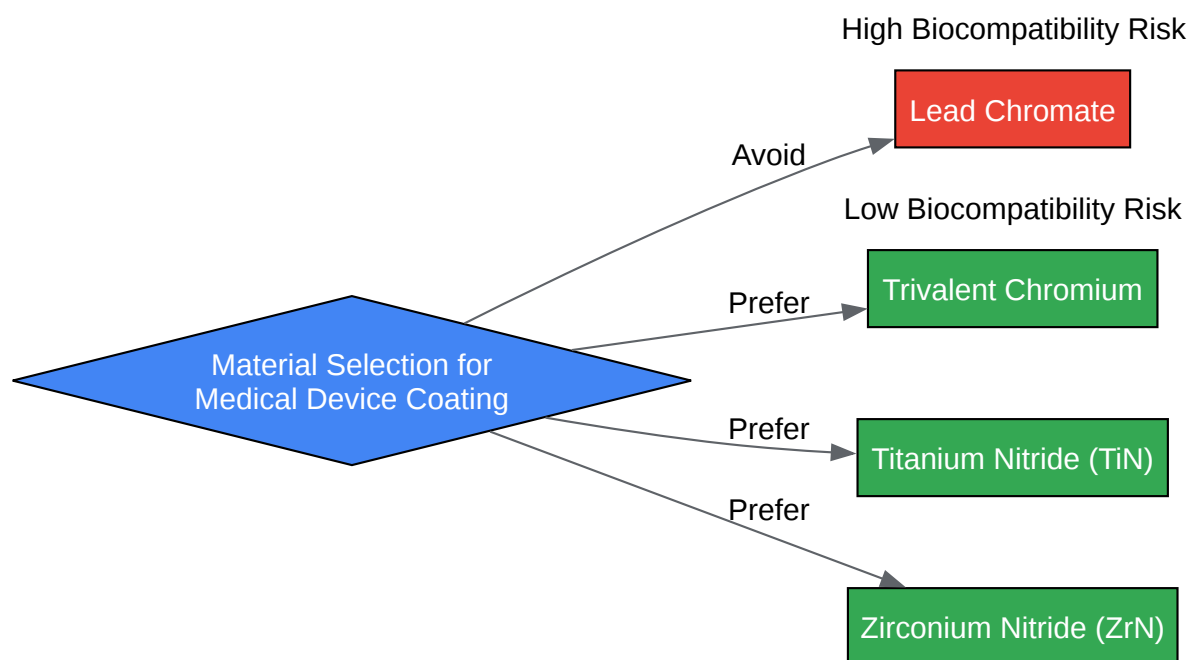 High Biocompatibility Risk
Lead Chromate
Avoid
Low Biocompatibility Risk
Trivalent Chromium
Prefer
Material Selection for
Medical Device Coating
Prefer
Titanium Nitride (TiN)
Prefer
Zirconium Nitride (ZrN)